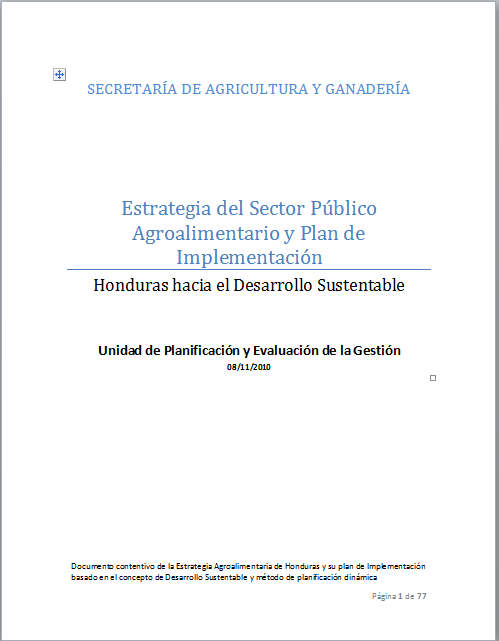 SECRETARÍA DE AGRICULTURA Y GANADERÍA
Estrategia del Sector Público
Agroalimentario y Plan de
Implementación
Honduras hacia el Desarrollo Sustentable
Unidad de Planificación y Evaluación de la Gestión
08/11/2010
Documento contentivo de la Estrategia Agroalimentaria de Honduras y su plan de Implementación
basado en el concepto de Desarrollo Sustentable y método de planificación dinámica
Página 1 de 77